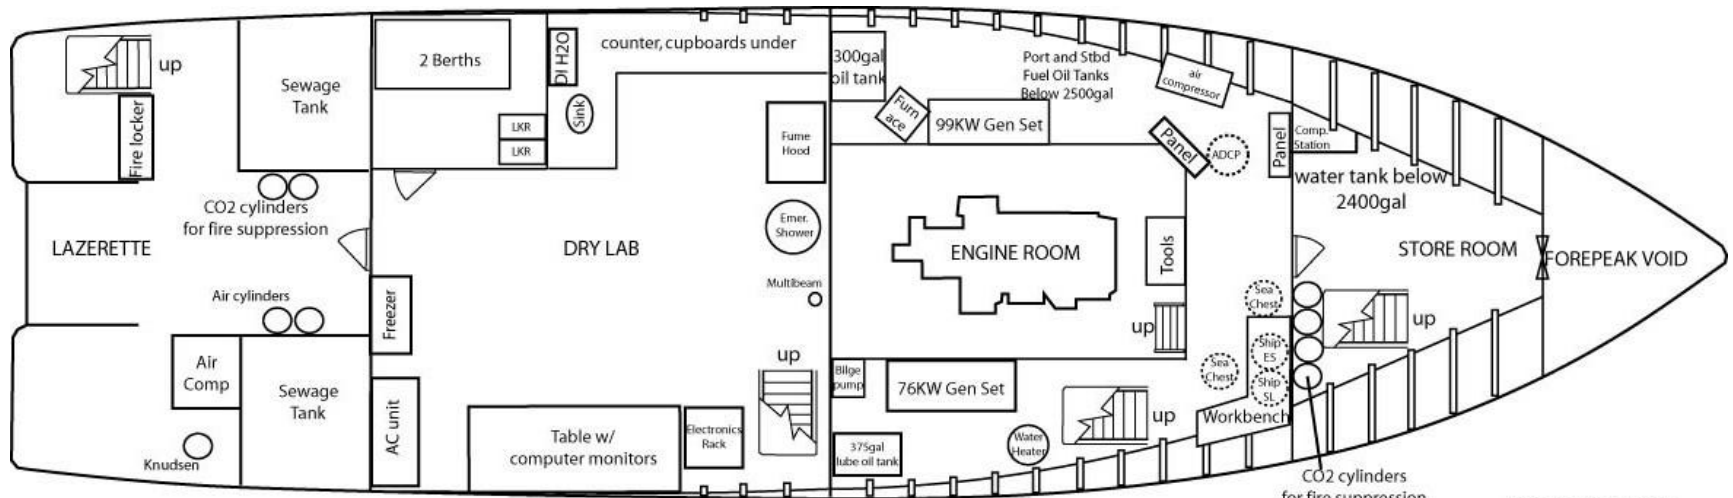 up
Fire locker
Sewage
Tank
CO2 cylinders
for fire suppression
LAZERETTE
Air cylinders
Air
Comp
Sewage
Tank
Knudsen
2 Berths
DI H2O
counter, cupboards under
Sink
LKR
LKR
Fume
Hood
Emer.
Shower
DRY LAB
Multibeam
Freezer
AC unit
up
Table w/
computer monitors
Electronics
Rack
300gal
oil tank
Furn
ace
99KW Gen Set
Port and Stbd
Fuel Oil Tanks
Below 2500gal
air
compressor
Panel
ADCP
Panel
ENGINE ROOM
Tools
up
Sea
Chest
Bilge
pump
76KW Gen Set
Sea
Chest
Ship
ES
Ship
SL
up
Workbench
375gal
lube oil tank
Water
Heater
Comp.
Station
water tank below
2400gal
STORE ROOM
up
FOREPEAK VOID
CO2 cylinders
for fire suppression